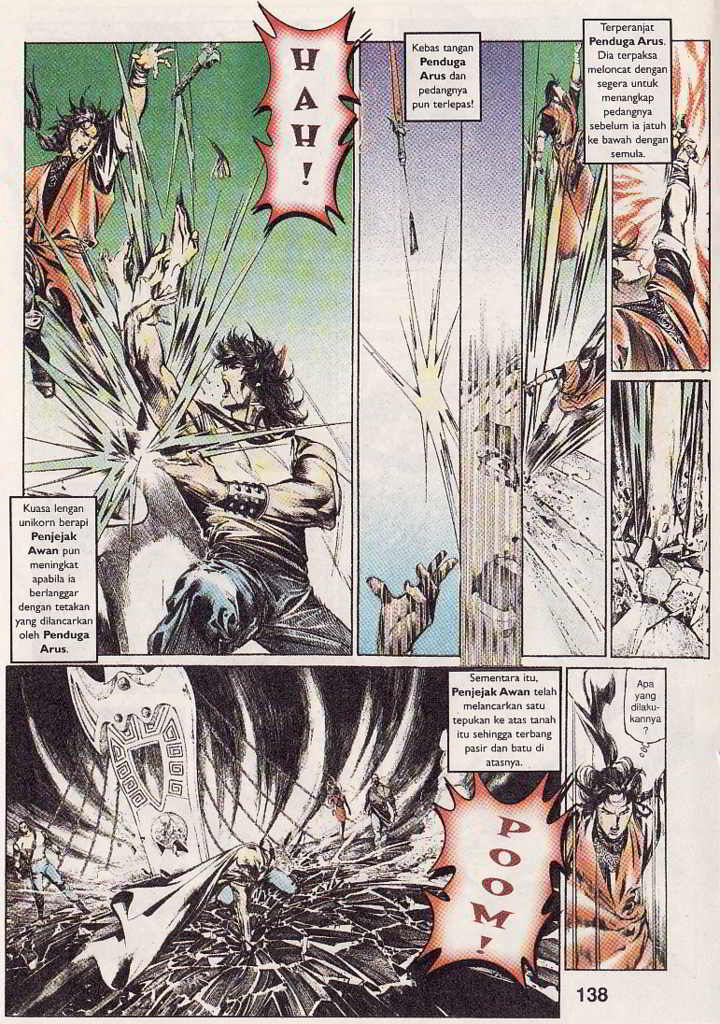 HAH!
Kebas tangan
Penduga
Arus dan
pedangnya
pun terlepas!
Terperanjat
Penduga Arus.
Dia terpaksa
meloncat dengan
segera untuk
menangkap
pedangnya
sebelum ia jatuh
ke bawah dengan
semula.
Kuasa lengan
unikorn berapi
Penjejak
Awan pun
meningkat
apabila ia
berlanggar
dengan tetakan
yang dilancarkan
oleh Penduga
Arus.
Sementara itu,
Penjejak Awan telah
melancarkan satu
tepukan ke atas tanah
itu sehingga terbang
pasir dan batu di
atasnya.
POOM!
Apa
yang
dilaku-
kannya
?
138